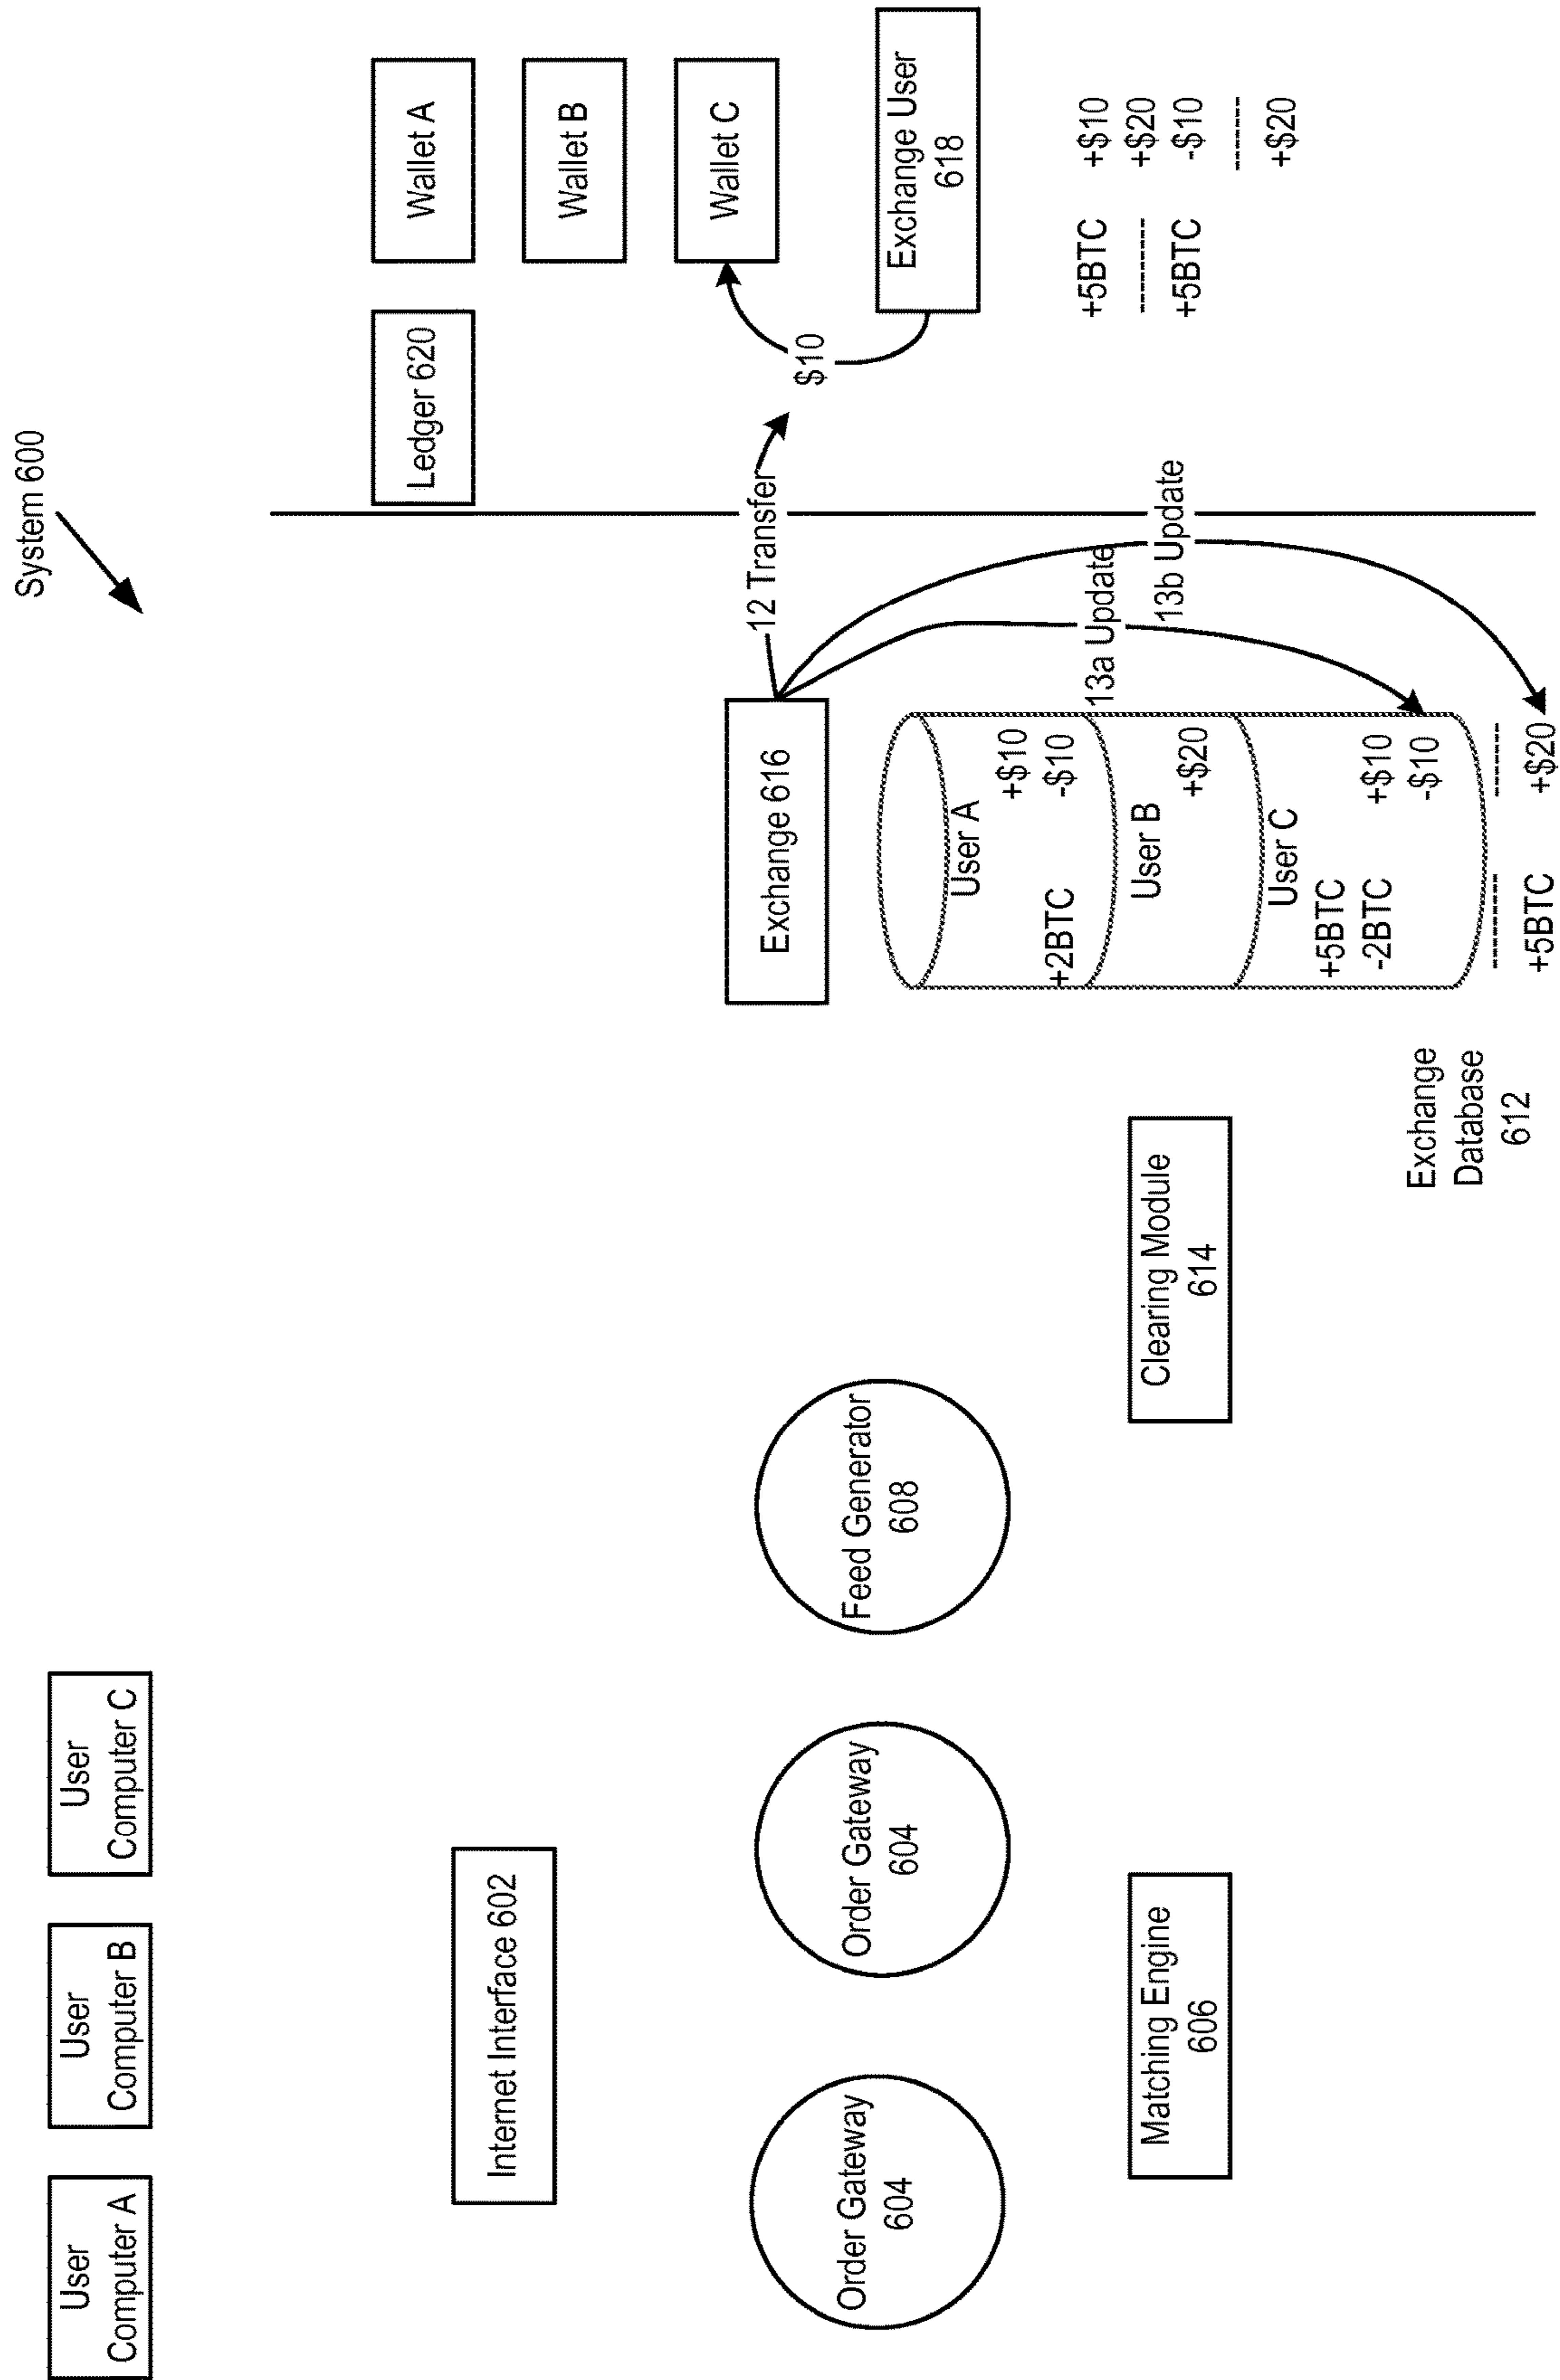 System 600
User
Computer A
User
Computer B
User
Computer C
Internet Interface 602
Order Gateway
604
Order Gateway
604
Feed Generator
608
Matching Engine
606
Clearing Module
614
Exchange 616
User A
+$10
+2BTC -$10
User B
+$20
User C
+5BTC
-2BTC +$10
-$10
--------- ---------
+5BTC +$20
Exchange
Database
612
12 Transfer
13a Update
13b Update
Ledger 620
Wallet A
Wallet B
Wallet C
$10
Exchange User
618
+5BTC +$10
--------- +$20
+5BTC -$10
---------
+$20